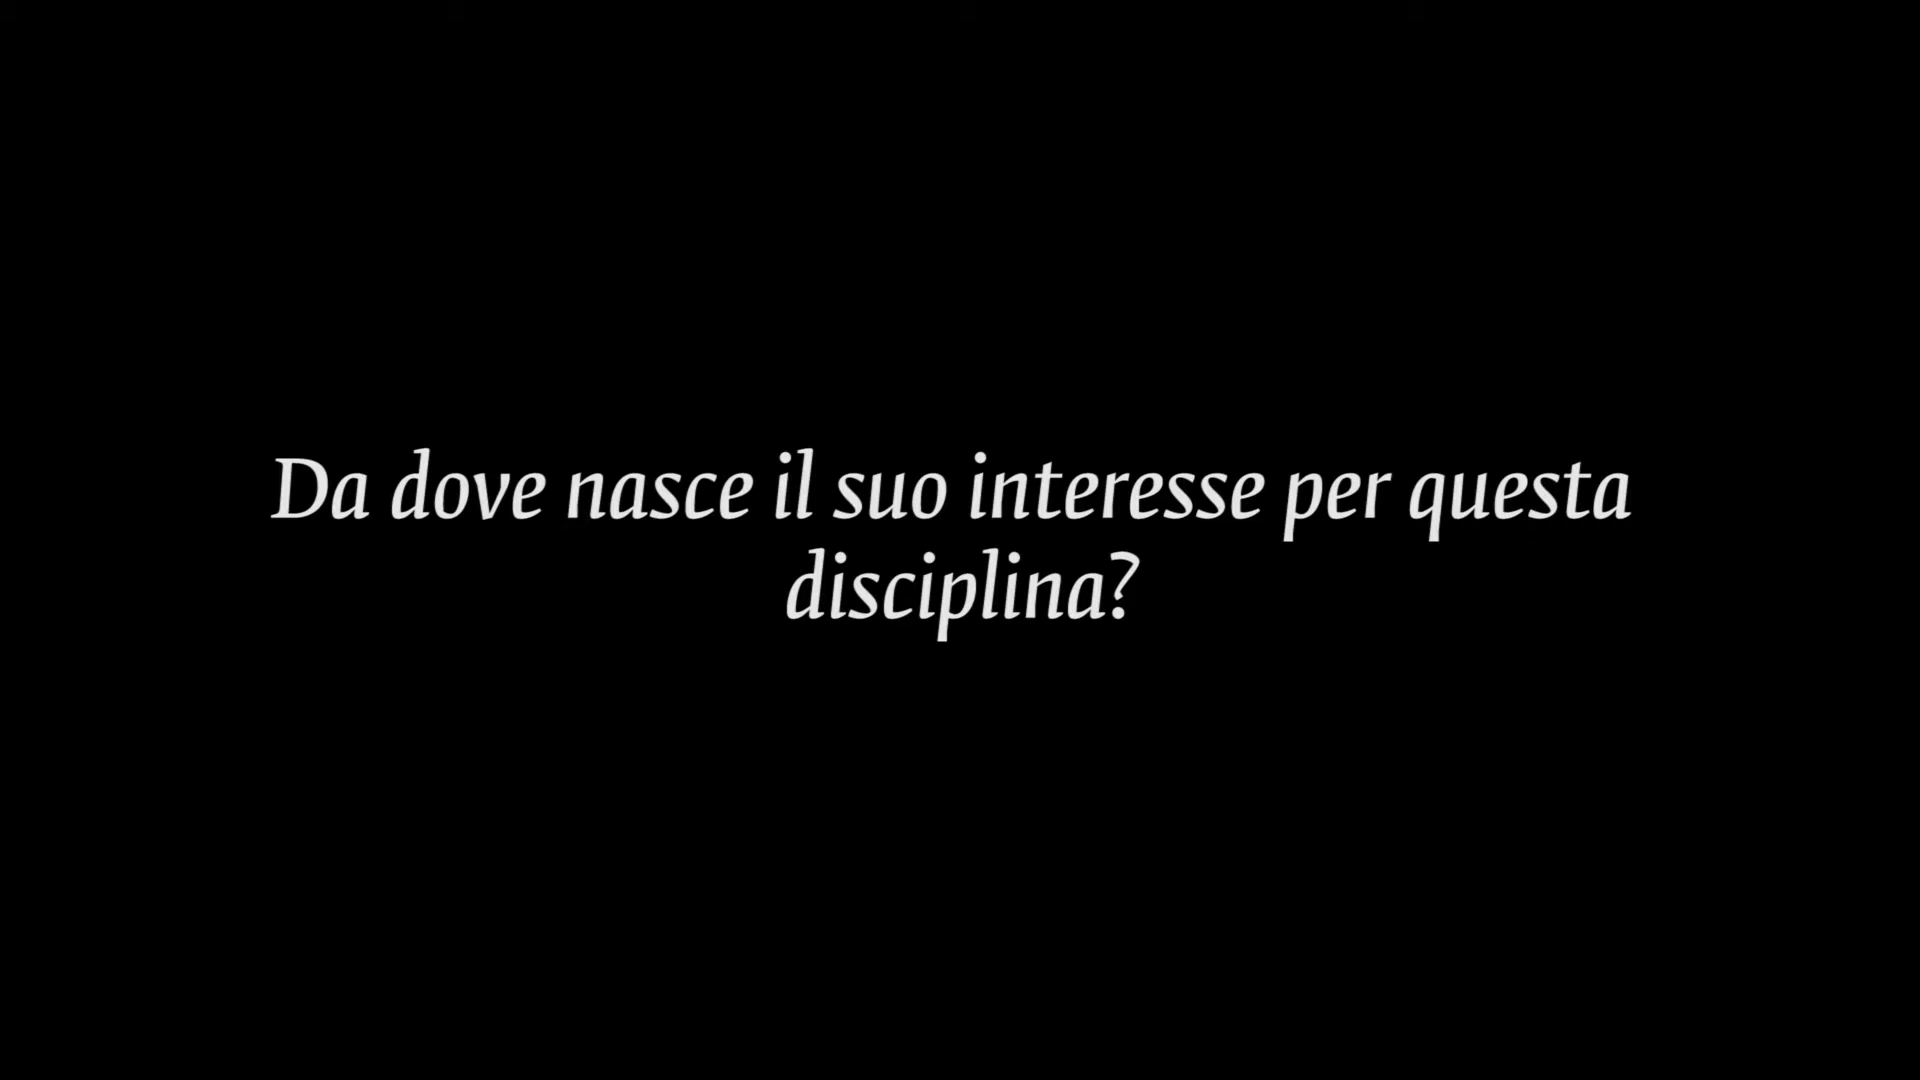 Da dove nasce il suo interesse per questa
disciplina?